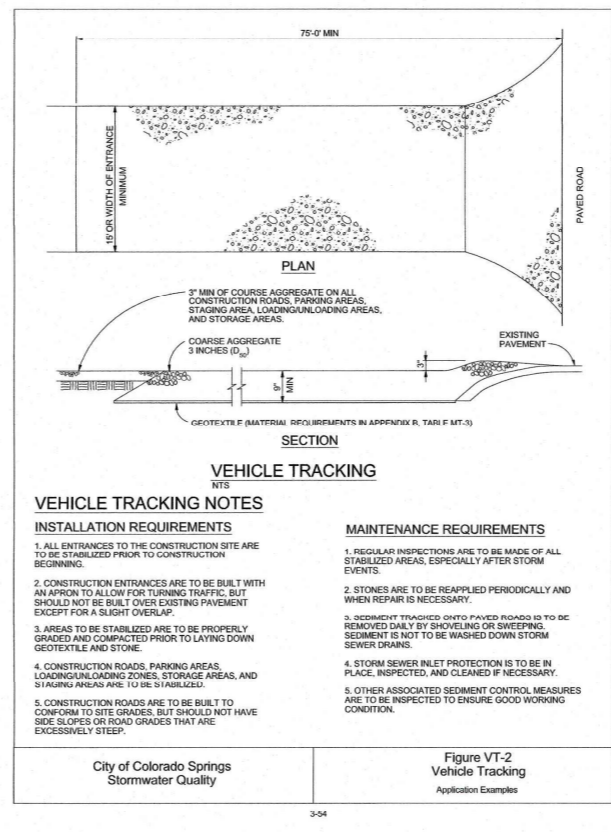 75'-0' MIN
15' OR WIDTH OF ENTRANCE
MINIMUM
PAVED ROAD
PLAN
3" MIN OF COURSE AGGREGATE ON ALL
CONSTRUCTION ROADS, PARKING AREAS,
STAGING AREA, LOADING/UNLOADING AREAS,
AND STORAGE AREAS.
COARSE AGGREGATE
3 INCHES (D50)
EXISTING
PAVEMENT
3"
9"
MIN
GEOTEXTILE (MATERIAL REQUIREMENTS IN APPENDIX B, TABLE MT-3)
SECTION
VEHICLE TRACKING
NTS
VEHICLE TRACKING NOTES
INSTALLATION REQUIREMENTS
1. ALL ENTRANCES TO THE CONSTRUCTION SITE ARE
TO BE STABILIZED PRIOR TO CONSTRUCTION
BEGINNING.
2. CONSTRUCTION ENTRANCES ARE TO BE BUILT WITH
AN APRON TO ALLOW FOR TURNING TRAFFIC, BUT
SHOULD NOT BE BUILT OVER EXISTING PAVEMENT
EXCEPT FOR A SLIGHT OVERLAP.
3. AREAS TO BE STABILIZED ARE TO BE PROPERLY
GRADED AND COMPACTED PRIOR TO LAYING DOWN
GEOTEXTILE AND STONE.
4. CONSTRUCTION ROADS, PARKING AREAS,
LOADING/UNLOADING ZONES, STORAGE AREAS, AND
STAGING AREAS ARE TO BE STABILIZED.
5. CONSTRUCTION ROADS ARE TO BE BUILT TO
CONFORM TO SITE GRADES, BUT SHOULD NOT HAVE
SIDE SLOPES OR ROAD GRADES THAT ARE
EXCESSIVELY STEEP.
MAINTENANCE REQUIREMENTS
1. REGULAR INSPECTIONS ARE TO BE MADE OF ALL
STABILIZED AREAS, ESPECIALLY AFTER STORM
EVENTS.
2. STONES ARE TO BE REAPPLIED PERIODICALLY AND
WHEN REPAIR IS NECESSARY.
3. SEDIMENT TRACKED ONTO PAVED ROADS IS TO BE
REMOVED DAILY BY SHOVELING OR SWEEPING.
SEDIMENT IS NOT TO BE WASHED DOWN STORM
SEWER DRAINS.
4. STORM SEWER INLET PROTECTION IS TO BE IN
PLACE, INSPECTED, AND CLEANED IF NECESSARY.
5. OTHER ASSOCIATED SEDIMENT CONTROL MEASURES
ARE TO BE INSPECTED TO ENSURE GOOD WORKING
CONDITION.
City of Colorado Springs
Stormwater Quality
Figure VT-2
Vehicle Tracking
Application Examples
3-54